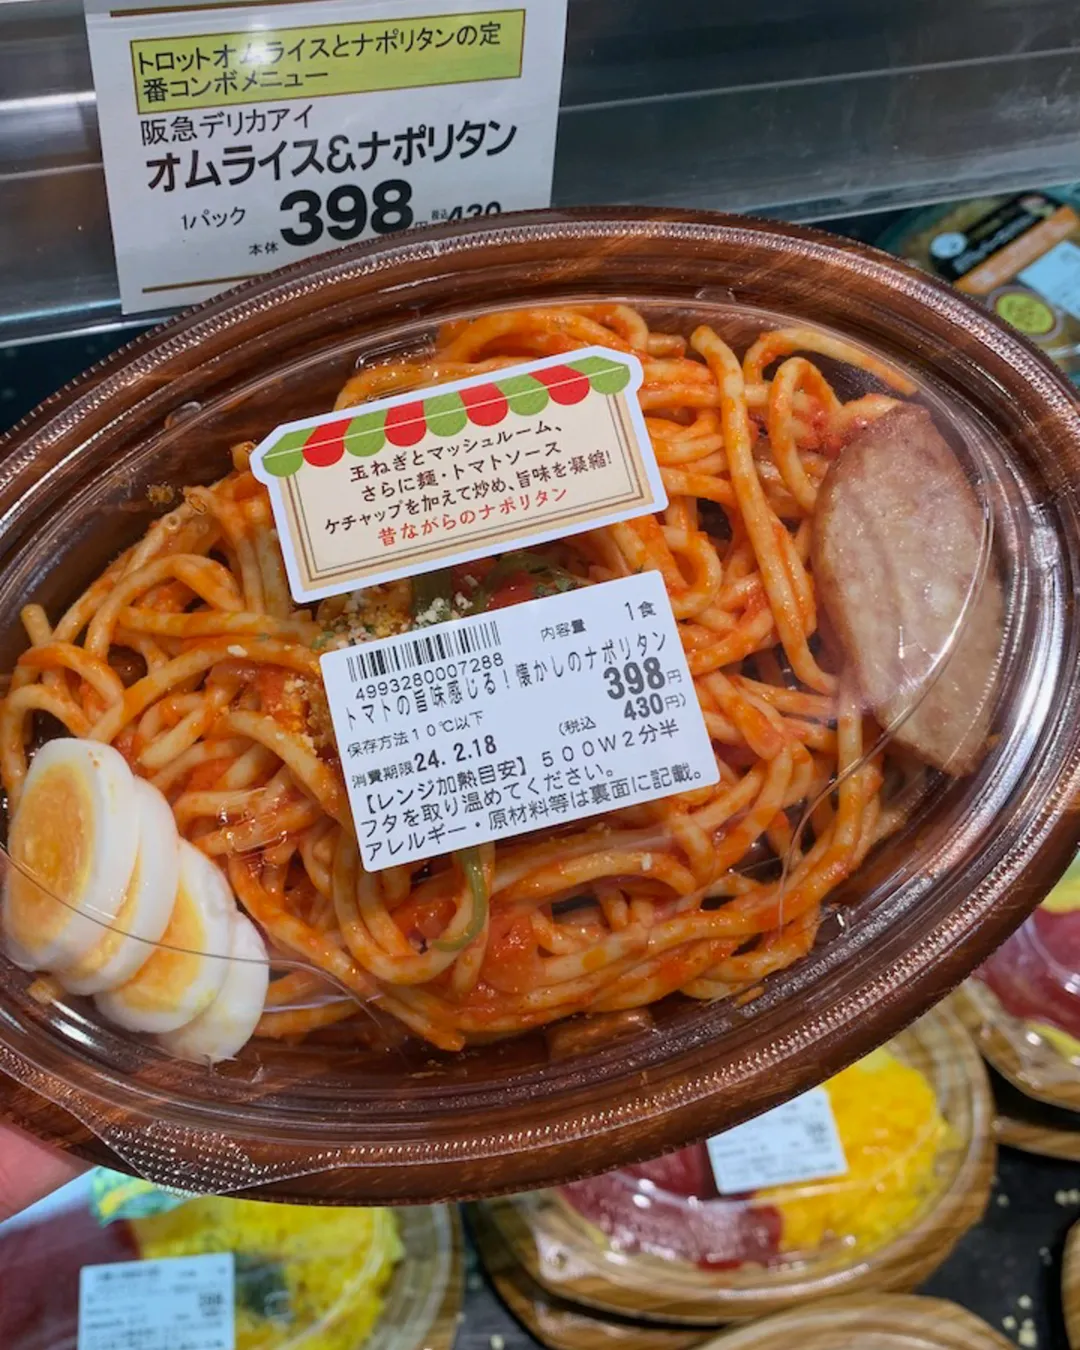 トロットオムライスとナポリタンの定
番コンボメニュー
阪急デリカアイ
オムライス&ナポリタン
1パック
本体 398円 税込430
玉ねぎとマッシュルーム、
さらに麺・トマトソース
ケチャップを加えて炒め、旨味を凝縮!
昔ながらのナポリタン
内容量 1食
4993280007288
トマトの旨味感じる!懐かしのナポリタン
398円
保存方法10℃以下 (税込 430円)
消費期限24. 2.18
【レンジ加熱目安】500W2分半
フタを取り温めてください。
アレルギー・原材料等は裏面に記載。